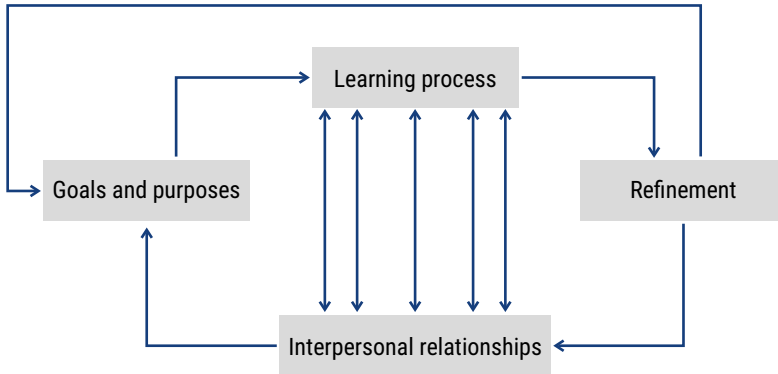 Learning process
Goals and purposes
Refinement
Interpersonal relationships